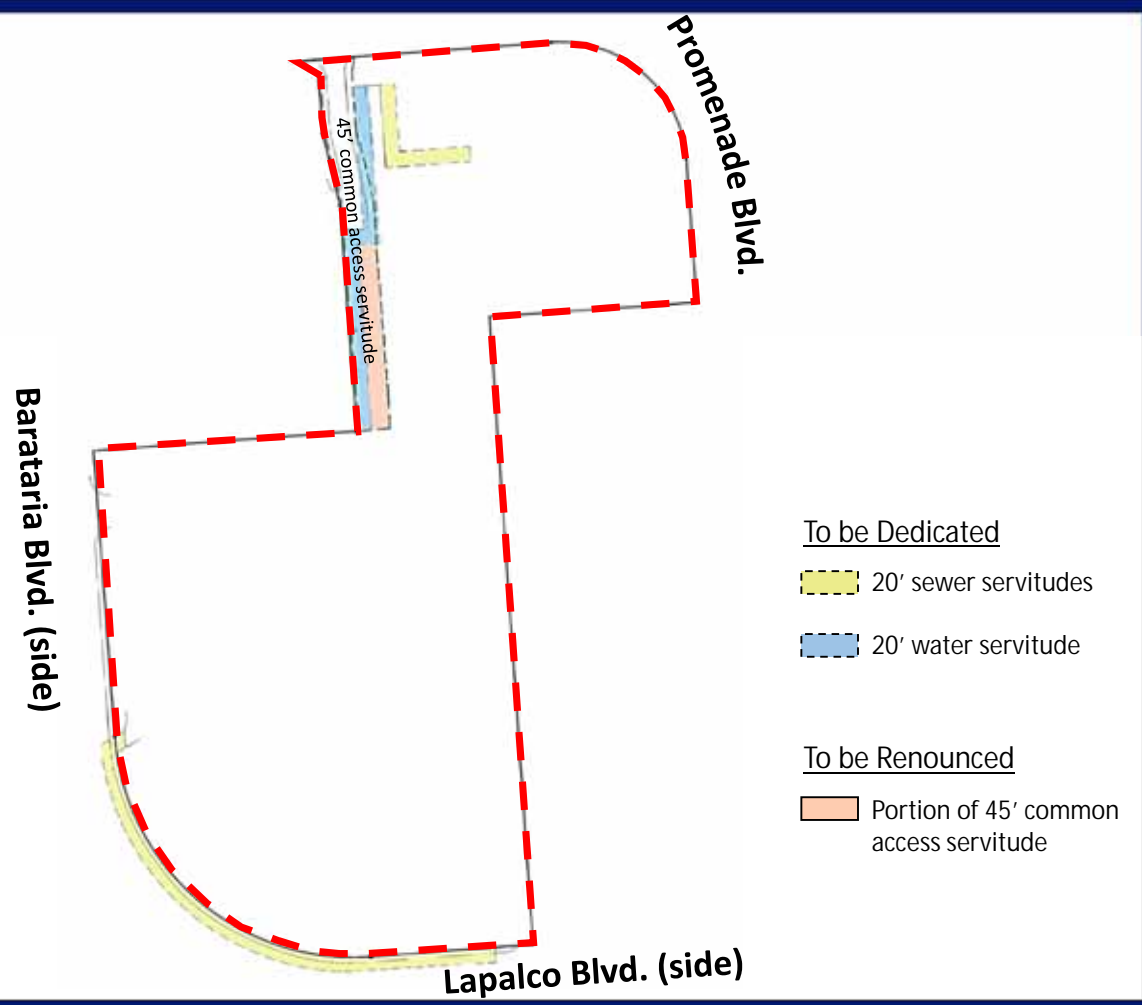 Promenade Blvd.
45’ common access servitude
Barataria Blvd. (side)
To be Dedicated
20’ sewer servitudes
20’ water servitude
To be Renounced
Portion of 45’ common
access servitude
Lapalco Blvd. (side)